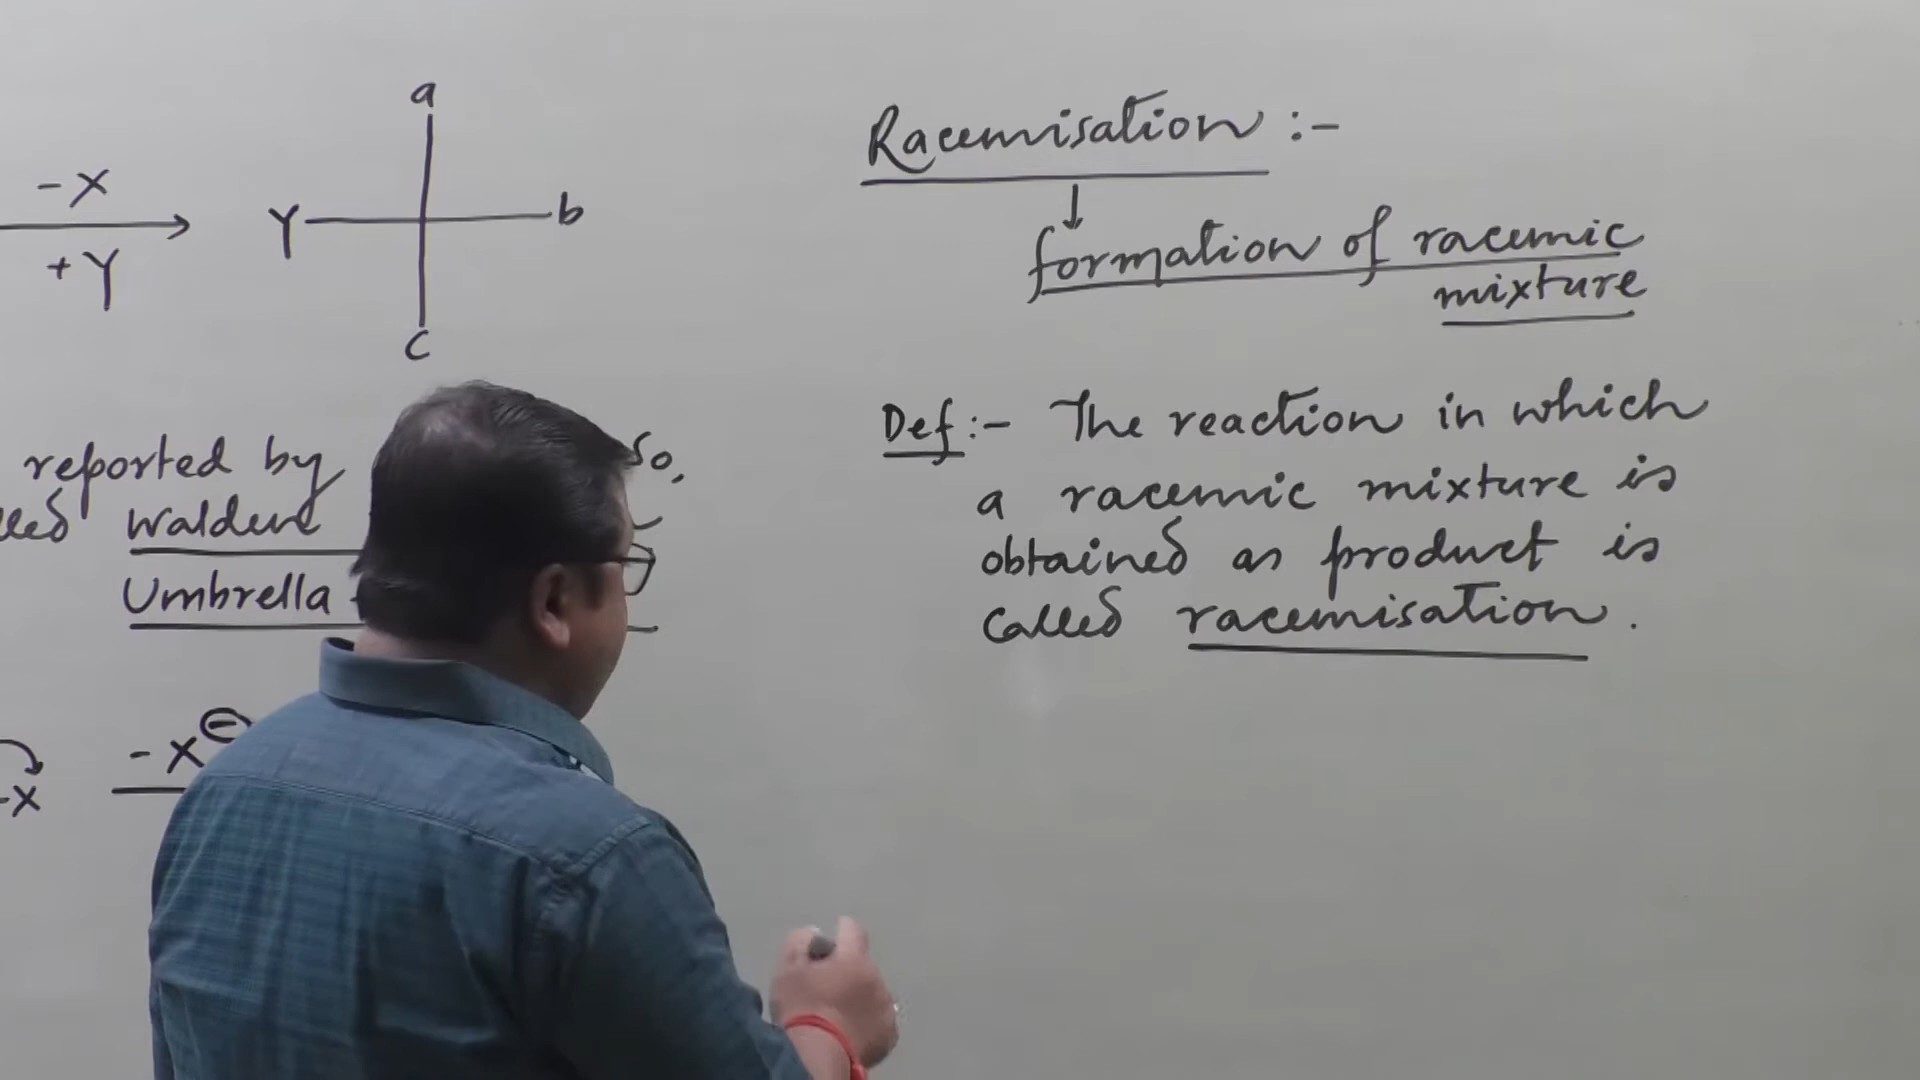 a
- X
+ Y
Y b
c
reported by So,
Walden
Umbrella
- X ⊖
X
Racemisation :-
↓
formation of racemic
mixture
Def :- The reaction in which
a racemic mixture is
obtained as product is
called racemisation.